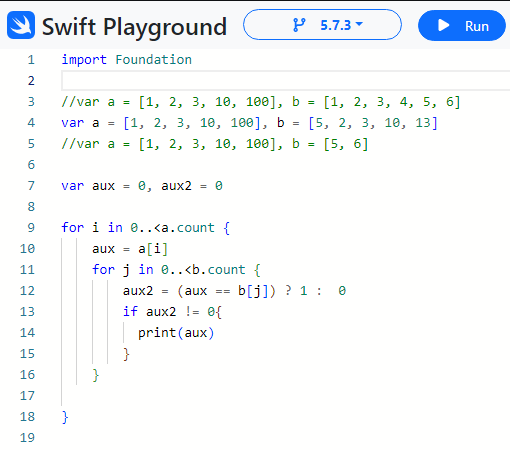 Swift Playground 5.7.3 Run
1 import Foundation
2
3 //var a = [1, 2, 3, 10, 100], b = [1, 2, 3, 4, 5, 6]
4 var a = [1, 2, 3, 10, 100], b = [5, 2, 3, 10, 13]
5 //var a = [1, 2, 3, 10, 100], b = [5, 6]
6
7 var aux = 0, aux2 = 0
8
9 for i in 0..<a.count {
10     aux = a[i]
11     for j in 0..<b.count {
12         aux2 = (aux == b[j]) ? 1 :  0
13         if aux2 != 0{
14           print(aux)
15         }
16     }
17
18 }
19